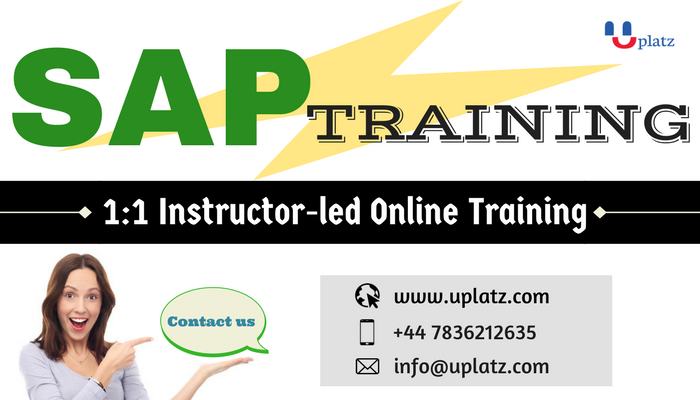 Uplatz
SAP TRAINING
1:1 Instructor-led Online Training
Contact us
www.uplatz.com
+44 7836212635
info@uplatz.com